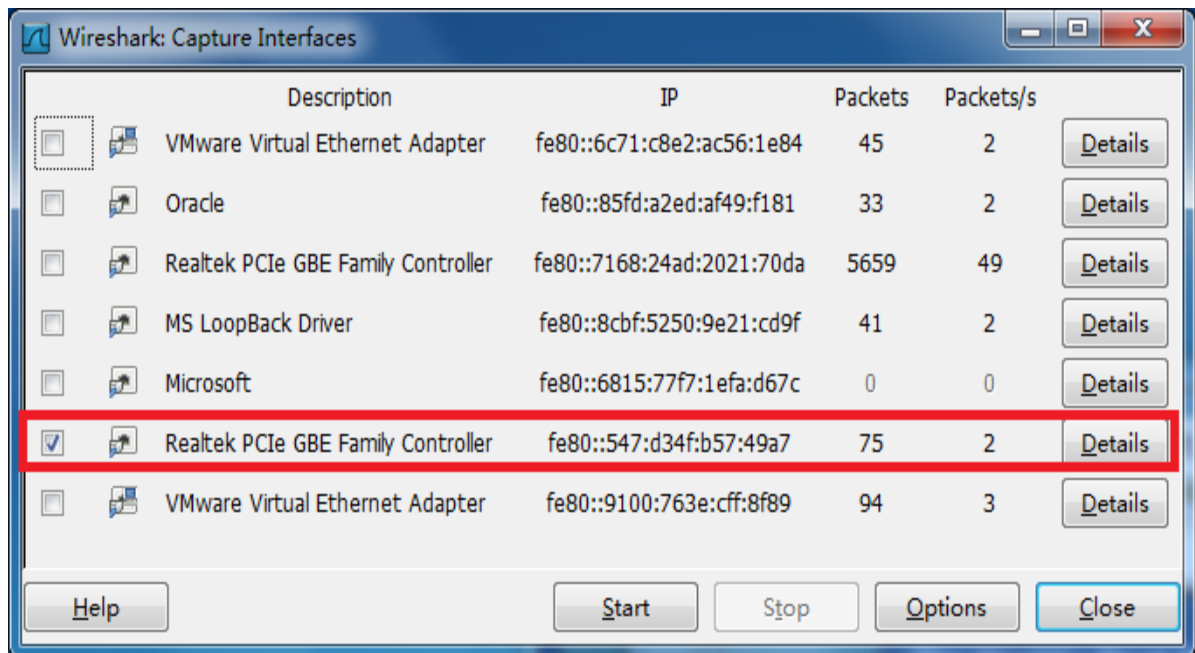 Wireshark: Capture Interfaces
Description IP Packets Packets/s
VMware Virtual Ethernet Adapter fe80::6c71:c8e2:ac56:1e84 45 2 Details
Oracle fe80::85fd:a2ed:af49:f181 33 2 Details
Realtek PCIe GBE Family Controller fe80::7168:24ad:2021:70da 5659 49 Details
MS LoopBack Driver fe80::8cbf:5250:9e21:cd9f 41 2 Details
Microsoft fe80::6815:77f7:1efa:d67c 0 0 Details
Realtek PCIe GBE Family Controller fe80::547:d34f:b57:49a7 75 2 Details
VMware Virtual Ethernet Adapter fe80::9100:763e:cff:8f89 94 3 Details
Help Start Stop Options Close